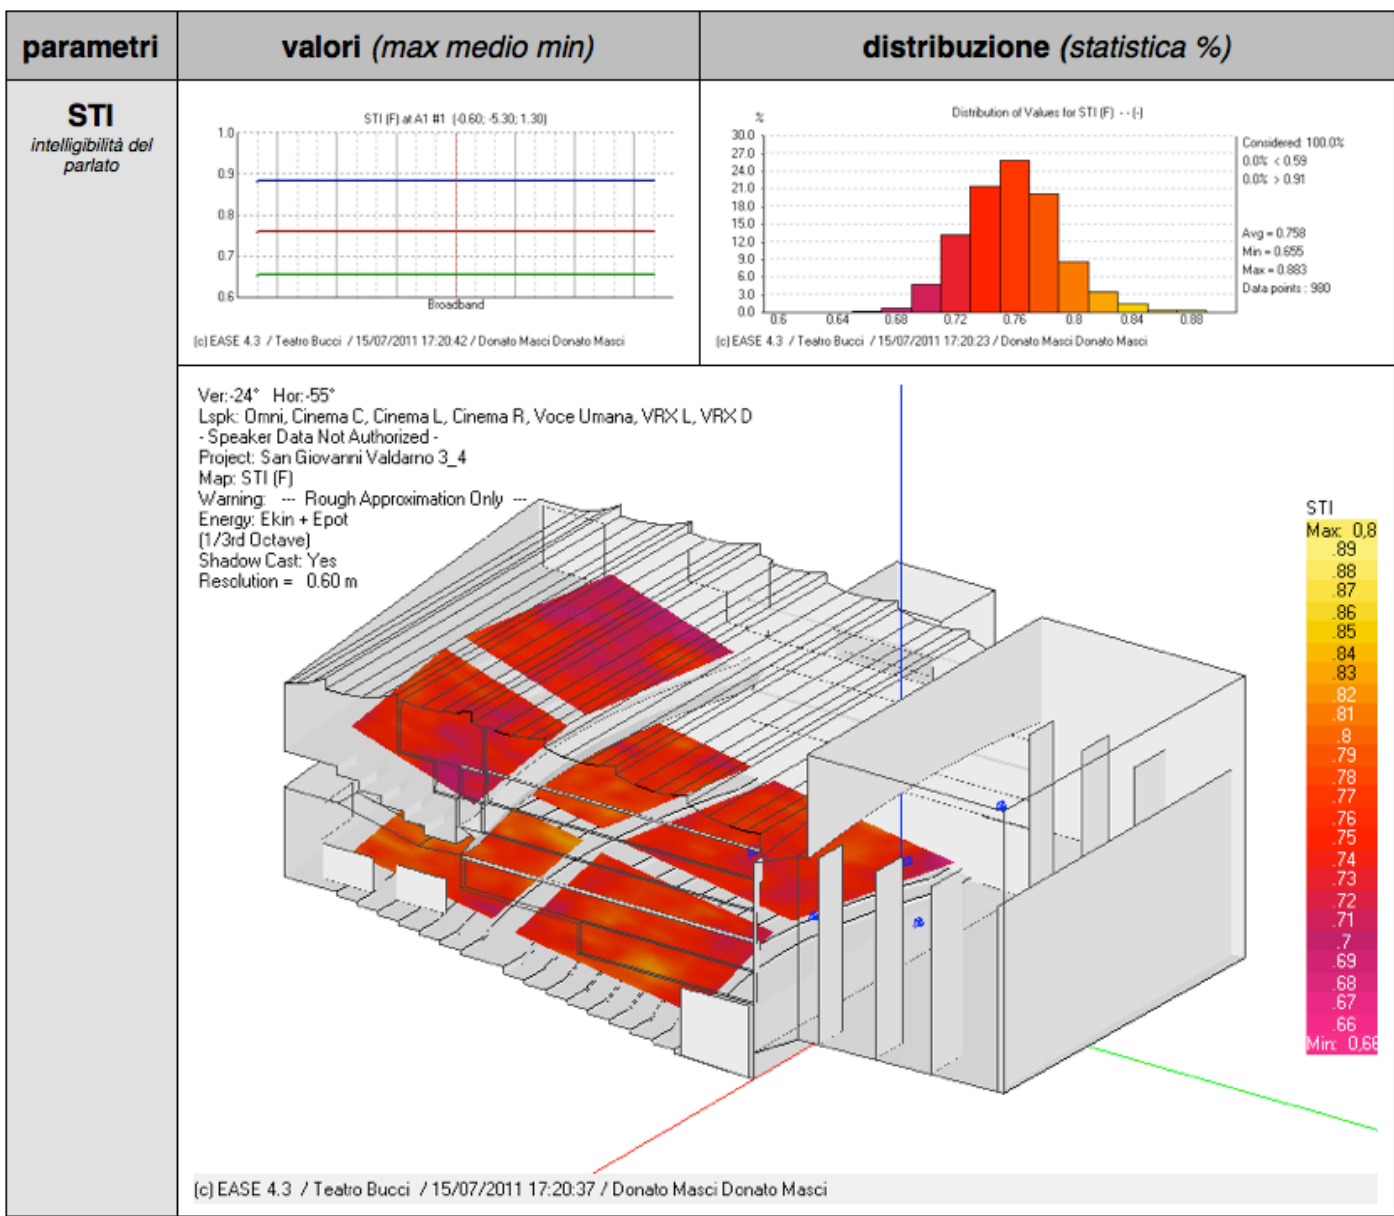 parametri
valori (max medio min)
distribuzione (statistica %)
STI
intelligibilità del
parlato
STI (F) at A1 #1 (-0.60; -5.30; 1.30)
1.0
0.9
0.8
0.7
0.6
Broadband
(c) EASE 4.3 / Teatro Bucci / 15/07/2011 17:20:42 / Donato Masci Donato Masci
Distribution of Values for STI (F) - - (-)
%
30.0
27.0
24.0
21.0
18.0
15.0
12.0
9.0
6.0
3.0
0.0
0.6 0.64 0.68 0.72 0.76 0.8 0.84 0.88
Considered: 100.0%
0.0% < 0.59
0.0% > 0.91
Avg = 0.758
Min = 0.655
Max = 0.883
Data points : 980
(c) EASE 4.3 / Teatro Bucci / 15/07/2011 17:20:23 / Donato Masci Donato Masci
Ver:-24° Hor:-55°
Lspk: Omni, Cinema C, Cinema L, Cinema R, Voce Umana, VRX L, VRX D
- Speaker Data Not Authorized -
Project: San Giovanni Valdarno 3_4
Map: STI (F)
Warning: --- Rough Approximation Only ---
Energy: Ekin + Epot
(1/3rd Octave)
Shadow Cast: Yes
Resolution = 0.60 m
STI
Max: 0,8
.89
.88
.87
.86
.85
.84
.83
.82
.81
.8
.79
.78
.77
.76
.75
.74
.73
.72
.71
.7
.69
.68
.67
.66
Min: 0,66
(c) EASE 4.3 / Teatro Bucci / 15/07/2011 17:20:37 / Donato Masci Donato Masci